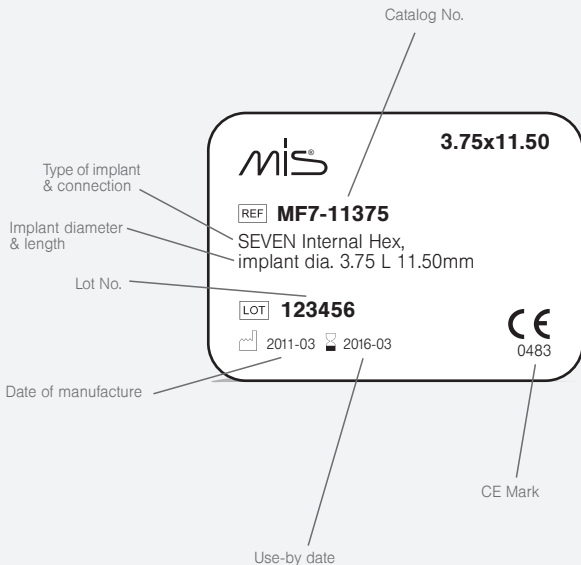 Catalog No.
3.75x11.50
MIS®
Type of implant
& connection
REF MF7-11375
Implant diameter
& length
SEVEN Internal Hex,
implant dia. 3.75 L 11.50mm
Lot No.
LOT 123456
CE
0483
2011-03 2016-03
Date of manufacture
CE Mark
Use-by date